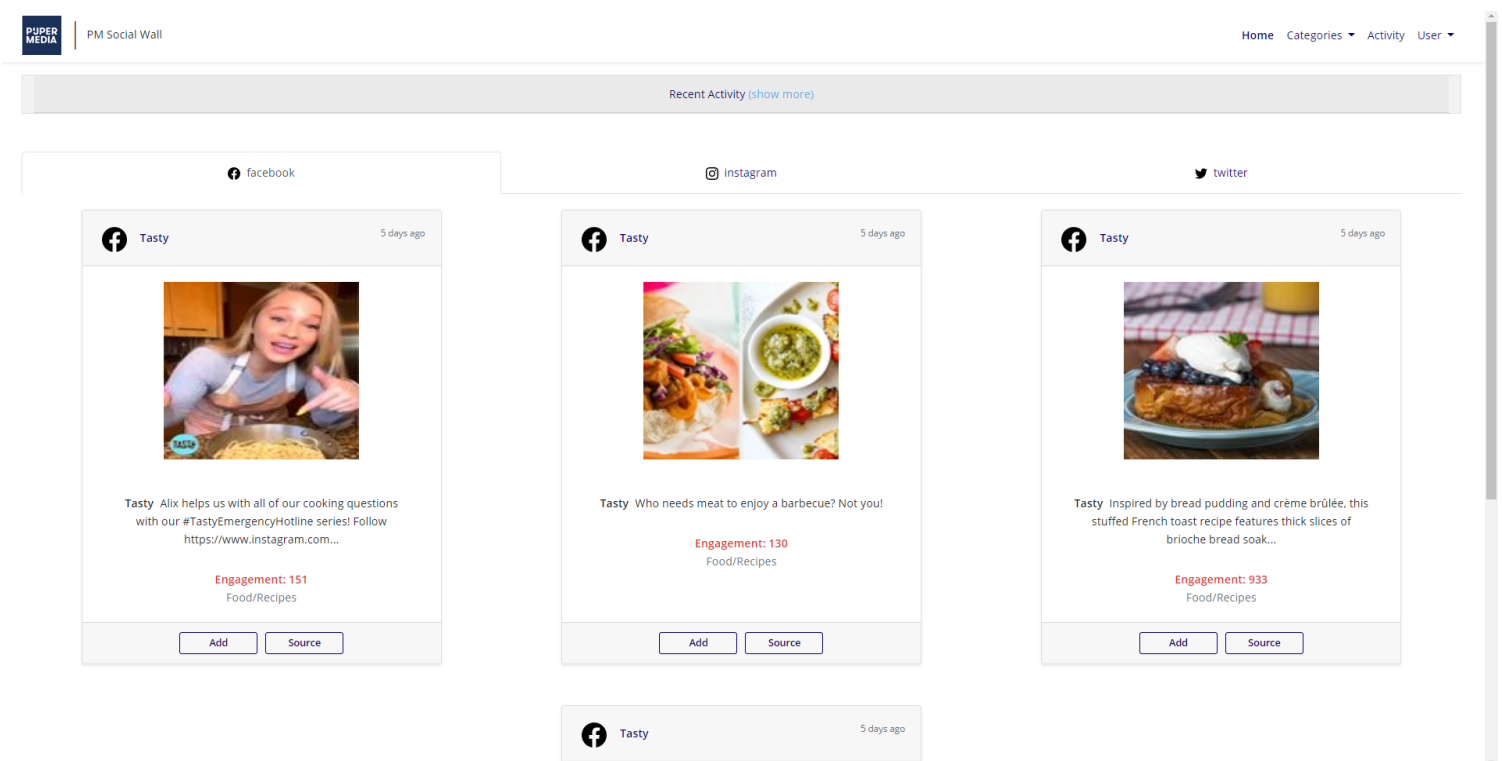 PIJPER
MEDIA
PM Social Wall
Home Categories Activity User
Recent Activity (show more)
facebook
instagram
twitter
Tasty
5 days ago
TASTY
Tasty Alix helps us with all of our cooking questions
with our #TastyEmergencyHotline series! Follow
https://www.instagram.com...
Engagement: 151
Food/Recipes
Add
Source
Tasty
5 days ago
Tasty Who needs meat to enjoy a barbecue? Not you!
Engagement: 130
Food/Recipes
Add
Source
Tasty
5 days ago
Tasty Inspired by bread pudding and crème brûlée, this
stuffed French toast recipe features thick slices of
brioche bread soak...
Engagement: 933
Food/Recipes
Add
Source
Tasty
5 days ago